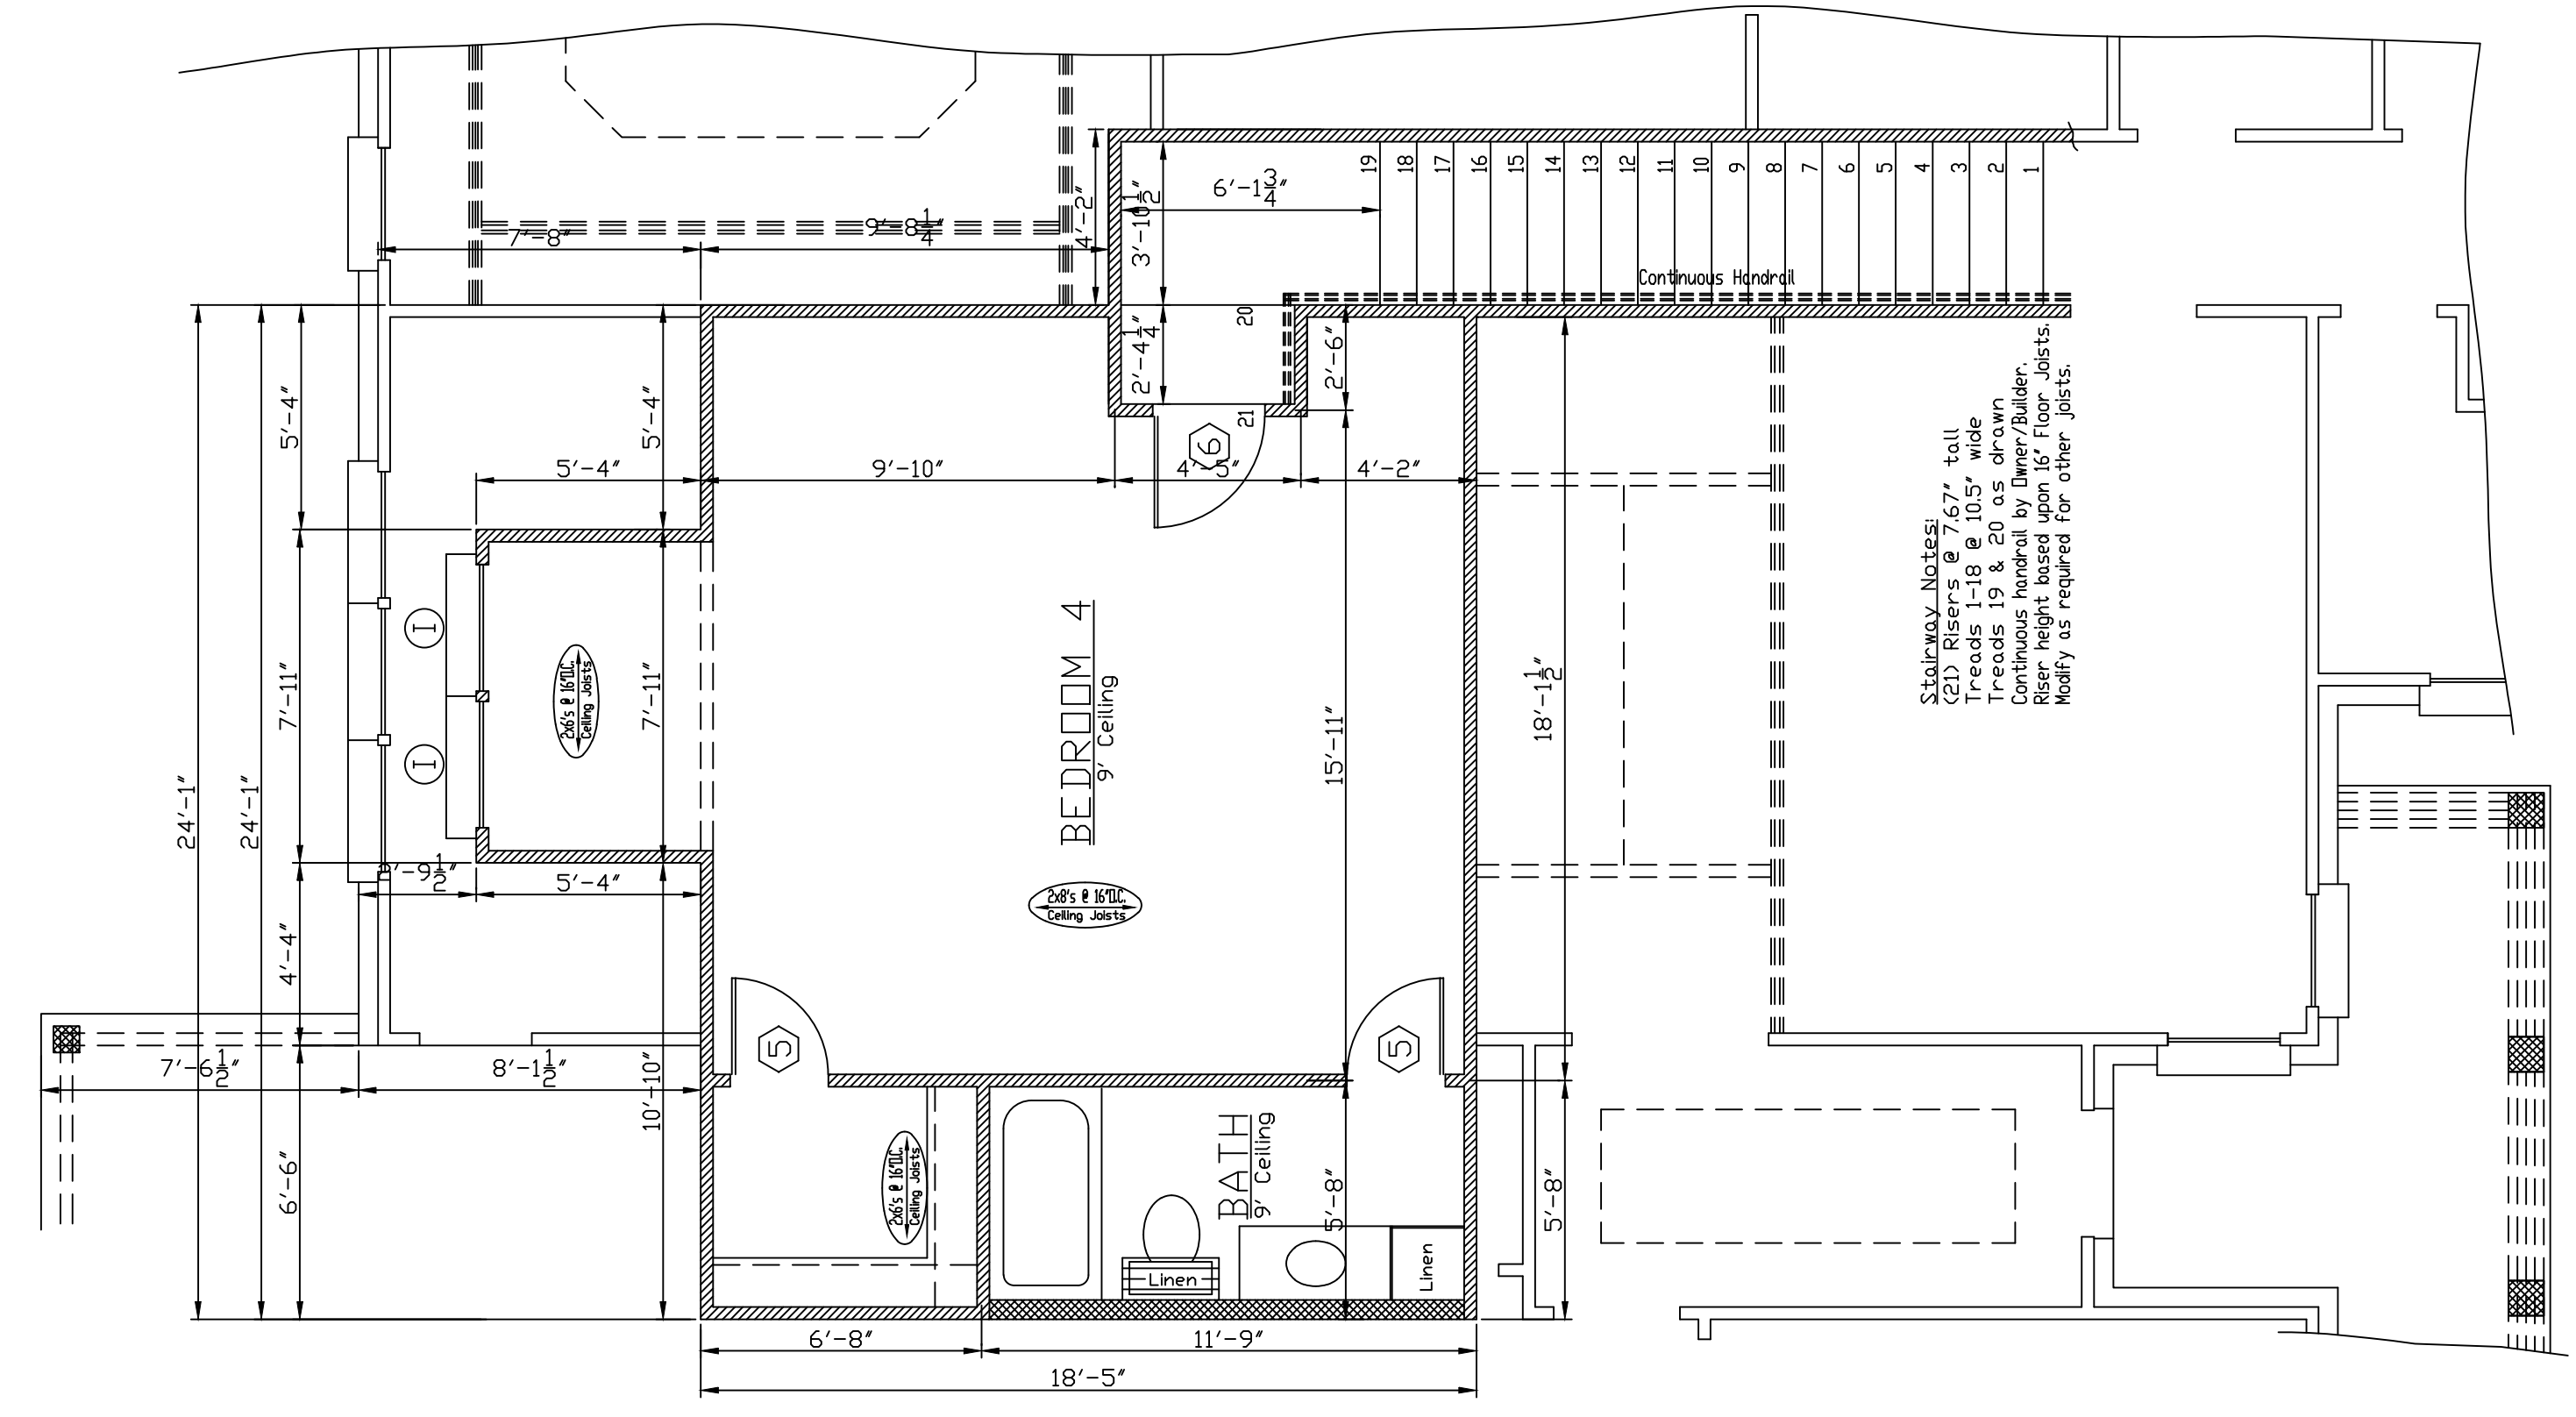 7'-8"
9'-8 1/4"
4'-2"
3'-10 1/2"
6'-1 3/4"
19
18
17
16
15
14
13
12
11
10
9
8
7
6
5
4
3
2
1
Continuous Handrail
20
21
2'-4 1/4"
2'-6"
6
5'-4"
5'-4"
5'-4"
9'-10"
4'-5"
4'-2"
Stairway Notes:
(21) Risers @ 7.67" tall
Treads 1-18 @ 10.5" wide
Treads 19 & 20 as drawn
Continuous handrail by Owner/Builder.
Riser height based upon 16" Floor Joists.
Modify as required for other joists.
24'-1"
24'-1"
7'-11"
7'-11"
I
I
2x6's @ 16"O.C.
Ceiling Joists
BEDROOM 4
9' Ceiling
15'-11"
18'-1 1/2"
2'-9 1/2"
5'-4"
2x8's @ 16"O.C.
Ceiling Joists
4'-4"
7'-6 1/2"
8'-1 1/2"
10'-10"
5
5
6'-6"
2x6's @ 16"O.C.
Ceiling Joists
BATH
9' Ceiling
5'-8"
5'-8"
Linen
Linen
6'-8"
11'-9"
18'-5"